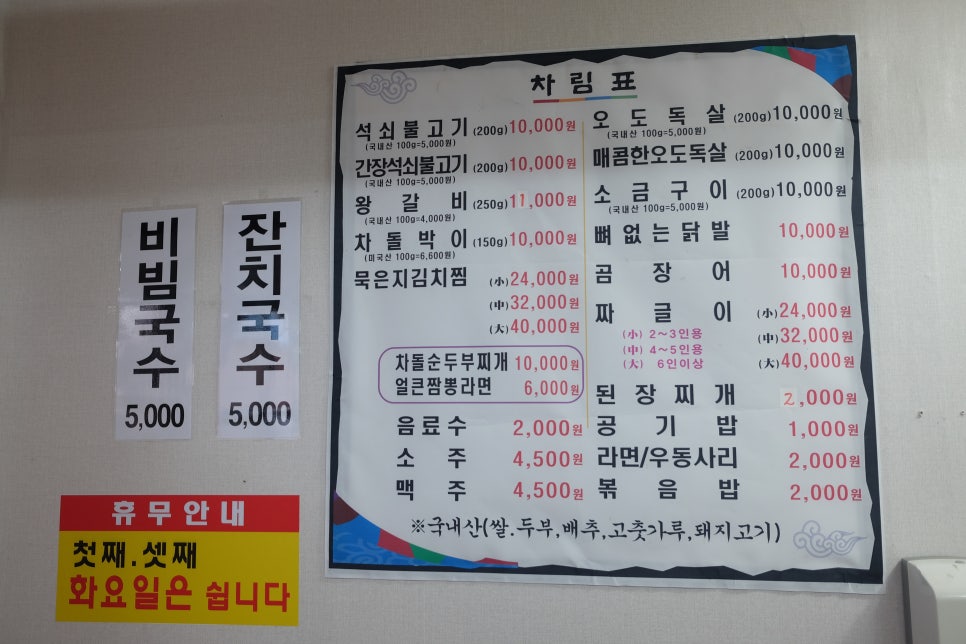 차림표
석쇠불고기 (200g) 10,000원
(국내산 100g=5,000원)
간장석쇠불고기 (200g) 10,000원
(국내산 100g=5,000원)
왕갈비 (250g) 11,000원
(국내산 100g=4,000원)
차돌박이 (150g) 10,000원
(미국산 100g=6,600원)
묵은지김치찜 (小) 24,000원
(中) 32,000원
(大) 40,000원
차돌순두부찌개 10,000원
얼큰짬뽕라면 6,000원
음료수 2,000원
소주 4,500원
맥주 4,500원
오도독살 (200g) 10,000원
(국내산 100g=5,000원)
매콤한오도독살 (200g) 10,000원
소금구이 (200g) 10,000원
(국내산 100g=5,000원)
뼈없는닭발 10,000원
곰장어 10,000원
짜글이 (小) 24,000원
(小) 2~3인용 (中) 32,000원
(中) 4~5인용
(大) 6인이상 (大) 40,000원
된장찌개 2,000원
공기밥 1,000원
라면/우동사리 2,000원
볶음밥 2,000원
※국내산(쌀.두부,배추,고춧가루,돼지고기)
비빔국수
5,000
잔치국수
5,000
휴무안내
첫째.셋째
화요일은 쉽니다